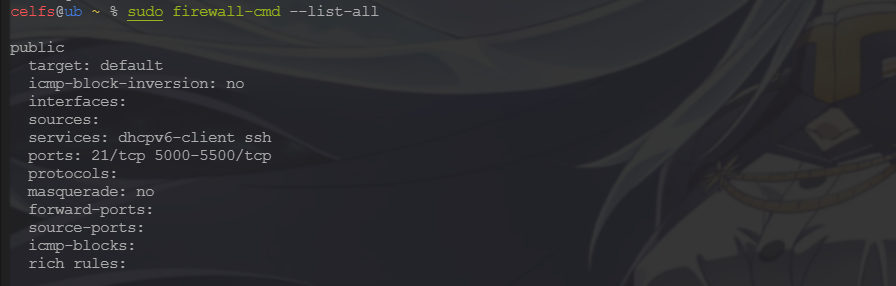 celfs@ub ~ % sudo firewall-cmd --list-all
public
target: default
icmp-block-inversion: no
interfaces:
sources:
services: dhcpv6-client ssh
ports: 21/tcp 5000-5500/tcp
protocols:
masquerade: no
forward-ports:
source-ports:
icmp-blocks:
rich rules: